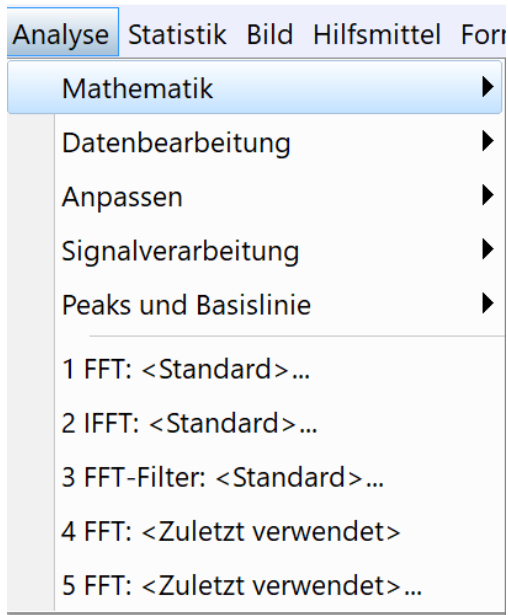 Analyse Statistik Bild Hilfsmittel
Mathematik
Datenbearbeitung
Anpassen
Signalverarbeitung
Peaks und Basislinie
1 FFT: <Standard>...
2 IFFT: <Standard>...
3 FFT-Filter: <Standard>...
4 FFT: <Zuletzt verwendet>
5 FFT: <Zuletzt verwendet>...